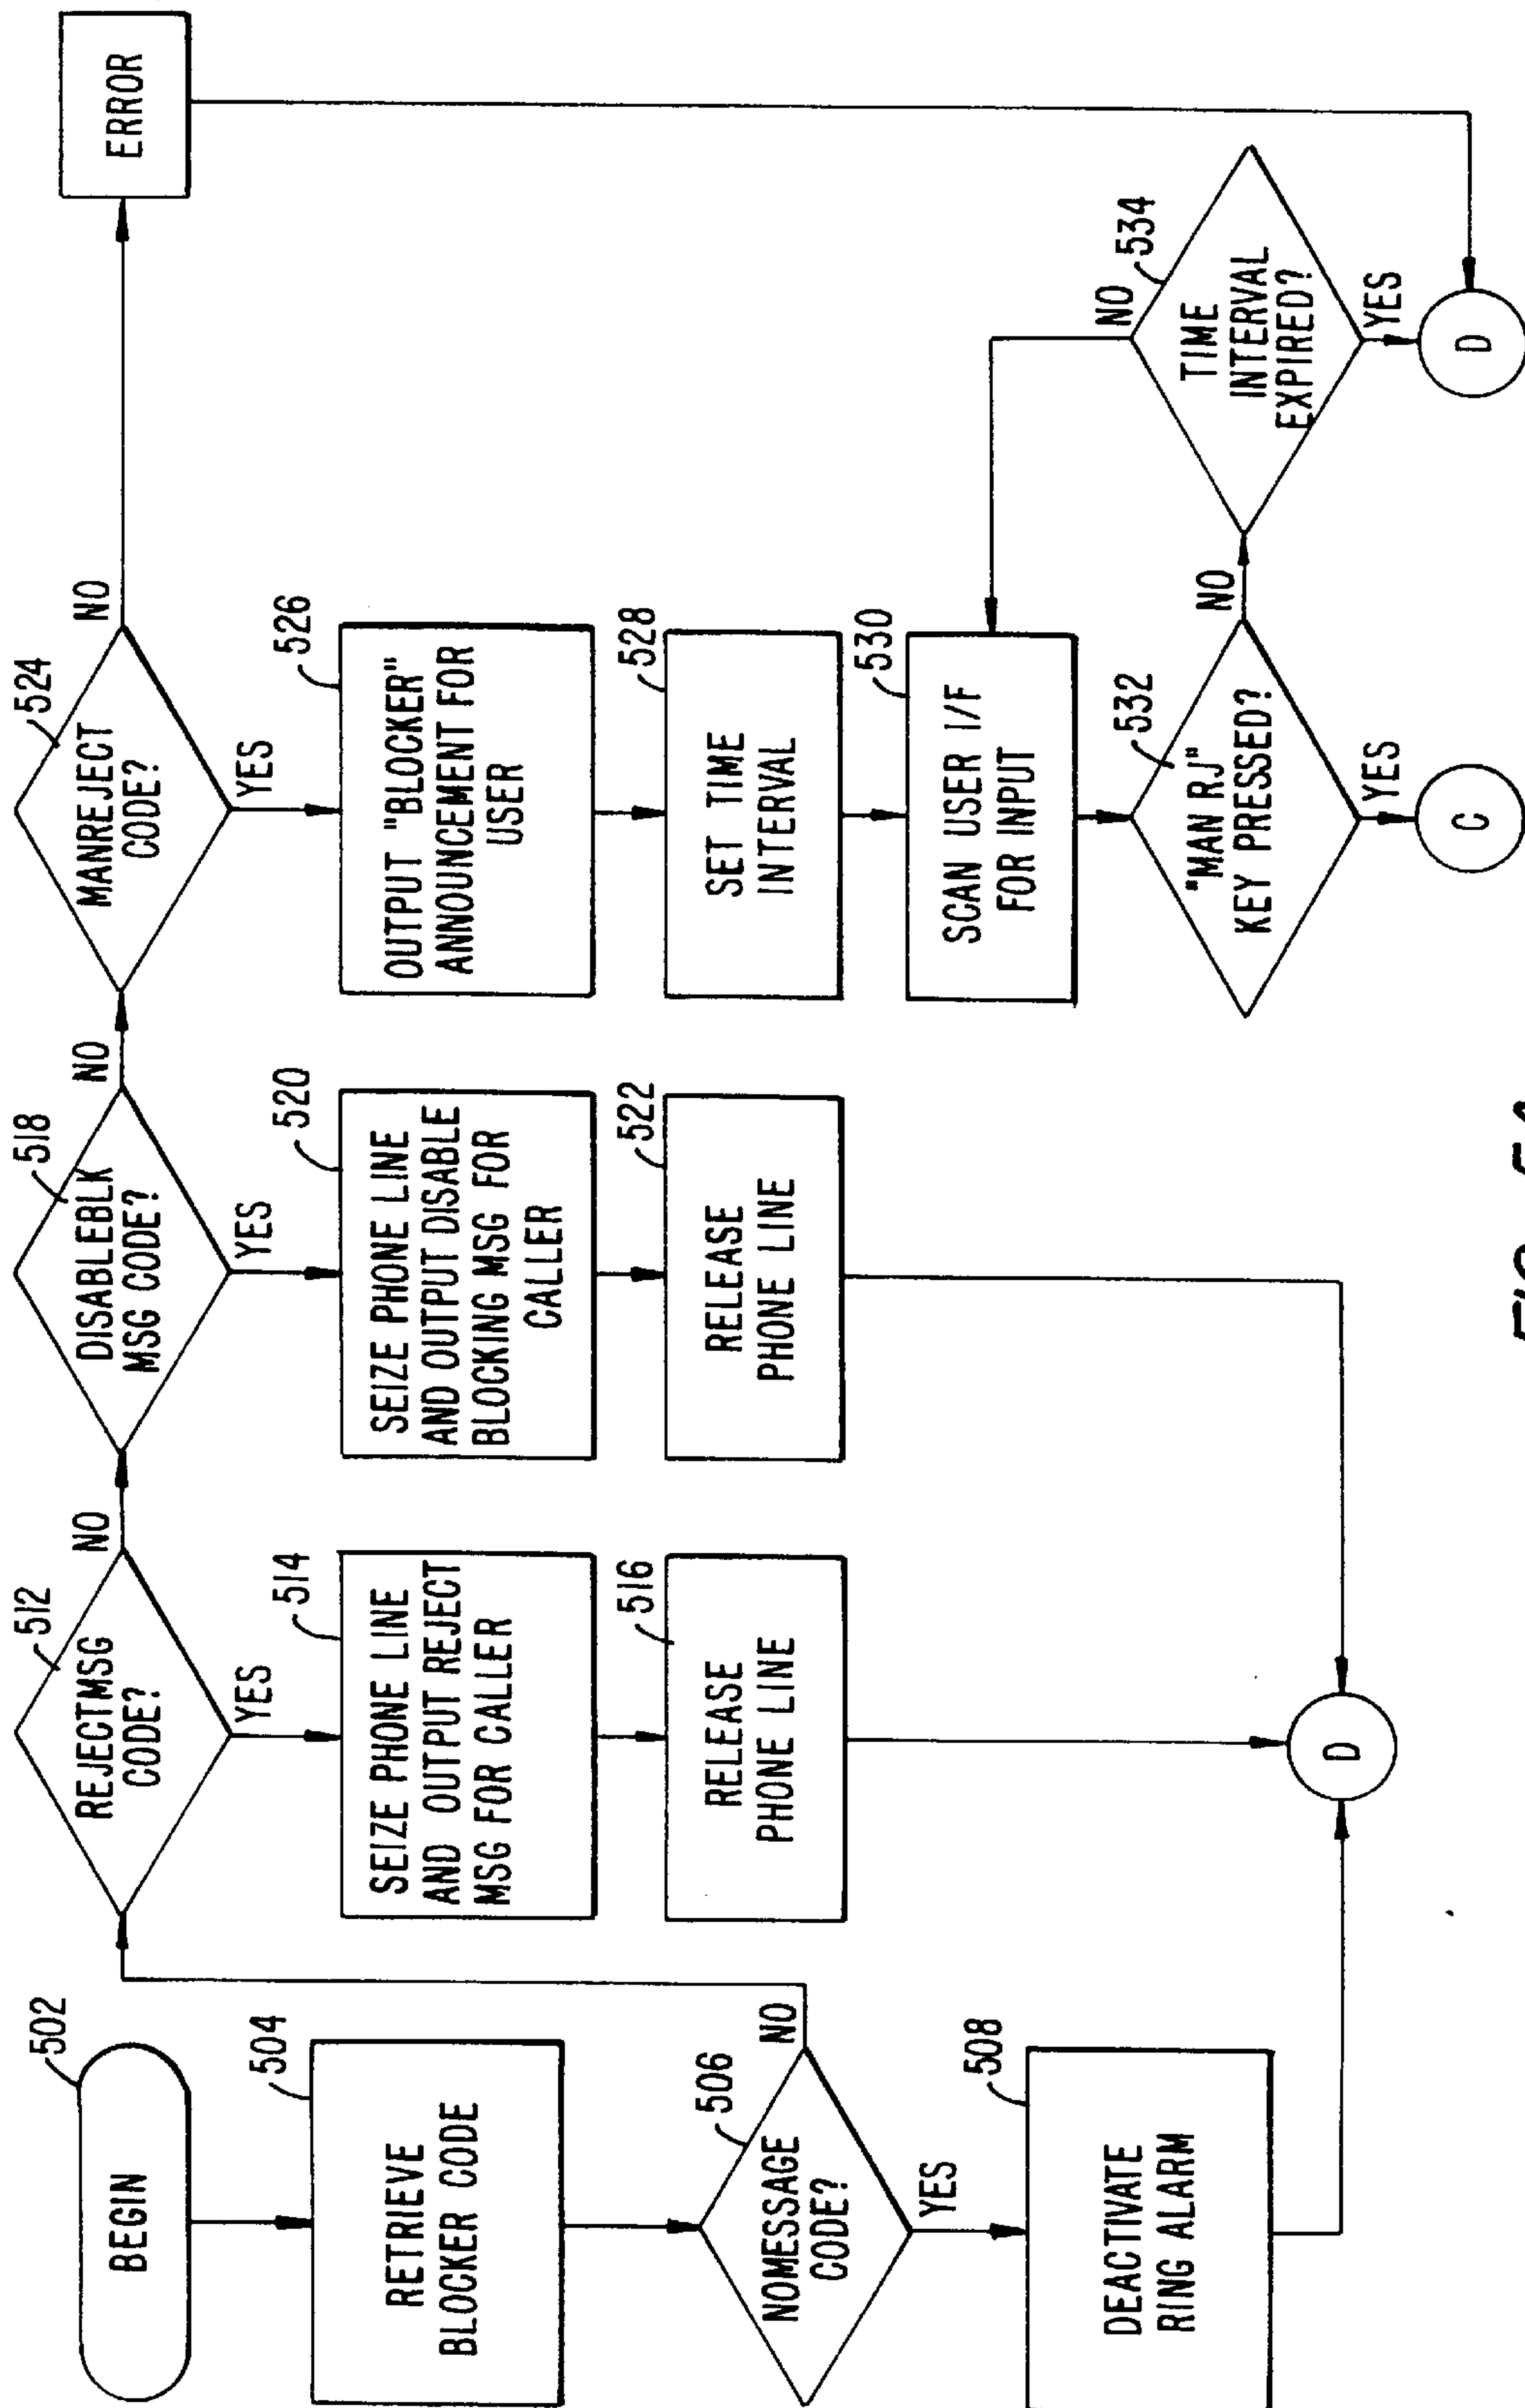 BEGIN
502
RETRIEVE
BLOCKER CODE
504
NOMESSAGE
CODE?
506
NO
YES
DEACTIVATE
RING ALARM
508
REJECTMSG
CODE?
512
NO
YES
SEIZE PHONE LINE
AND OUTPUT REJECT
MSG FOR CALLER
514
RELEASE
PHONE LINE
516
D
DISABLEBLK
MSG CODE?
518
NO
YES
SEIZE PHONE LINE
AND OUTPUT DISABLE
BLOCKING MSG FOR
CALLER
520
RELEASE
PHONE LINE
522
MANREJECT
CODE?
524
NO
YES
OUTPUT "BLOCKER"
ANNOUNCEMENT FOR
USER
526
SET TIME
INTERVAL
528
SCAN USER I/F
FOR INPUT
530
"MAN RJ"
KEY PRESSED?
532
NO
YES
C
TIME
INTERVAL
EXPIRED?
534
NO
YES
D
ERROR